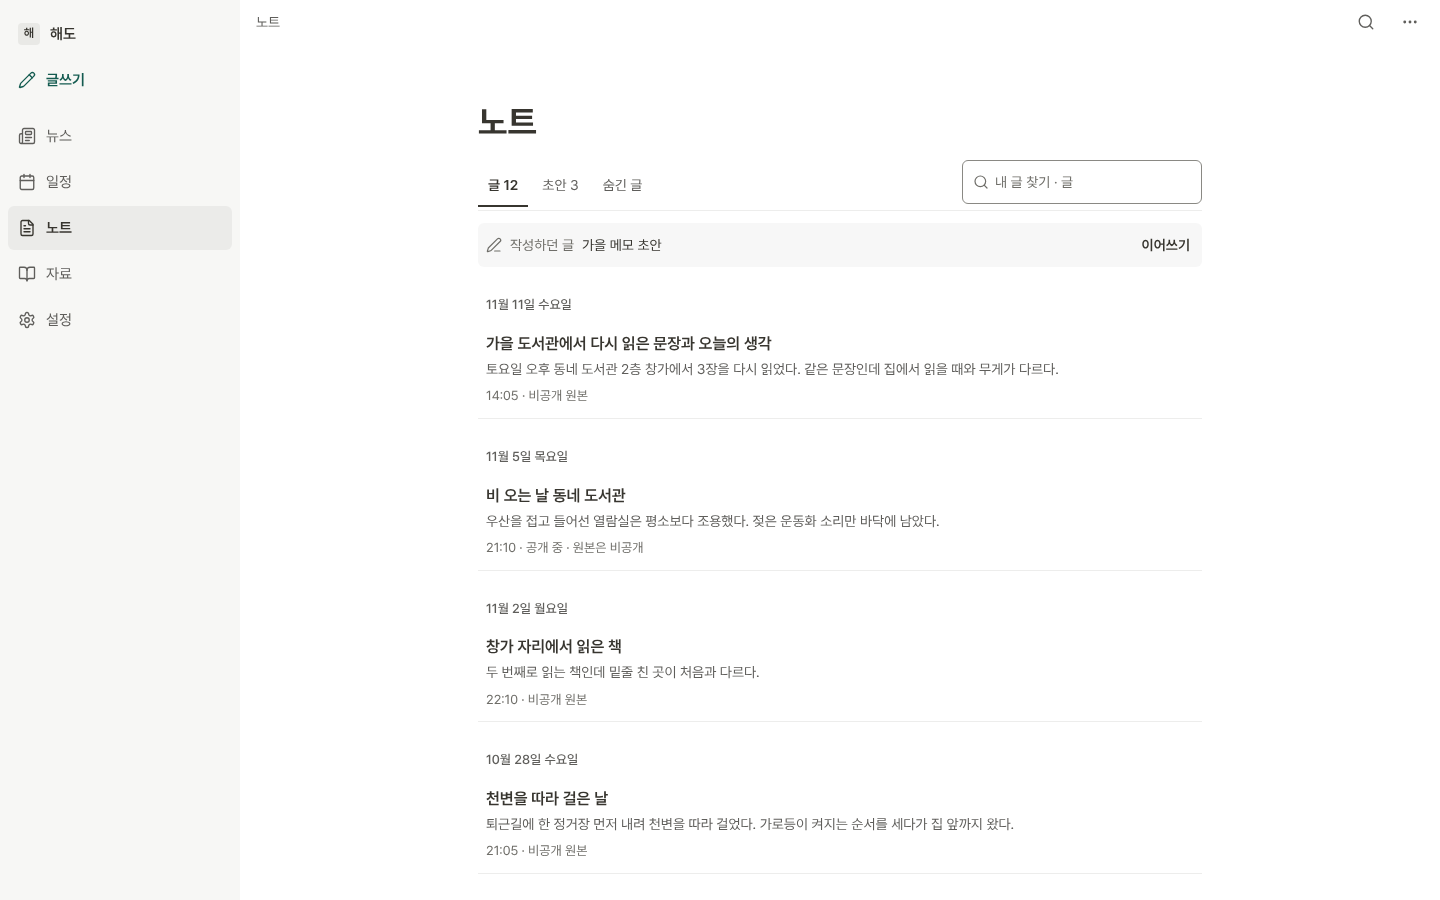 해 해도
글쓰기
뉴스
일정
노트
자료
설정
노트
노트
글 12 초안 3 숨긴 글
내 글 찾기 · 글
작성하던 글 가을 메모 초안 이어쓰기
11월 11일 수요일
가을 도서관에서 다시 읽은 문장과 오늘의 생각
토요일 오후 동네 도서관 2층 창가에서 3장을 다시 읽었다. 같은 문장인데 집에서 읽을 때와 무게가 다르다.
14:05 · 비공개 원본
11월 5일 목요일
비 오는 날 동네 도서관
우산을 접고 들어선 열람실은 평소보다 조용했다. 젖은 운동화 소리만 바닥에 남았다.
21:10 · 공개 중 · 원본은 비공개
11월 2일 월요일
창가 자리에서 읽은 책
두 번째로 읽는 책인데 밑줄 친 곳이 처음과 다르다.
22:10 · 비공개 원본
10월 28일 수요일
천변을 따라 걸은 날
퇴근길에 한 정거장 먼저 내려 천변을 따라 걸었다. 가로등이 켜지는 순서를 세다가 집 앞까지 왔다.
21:05 · 비공개 원본